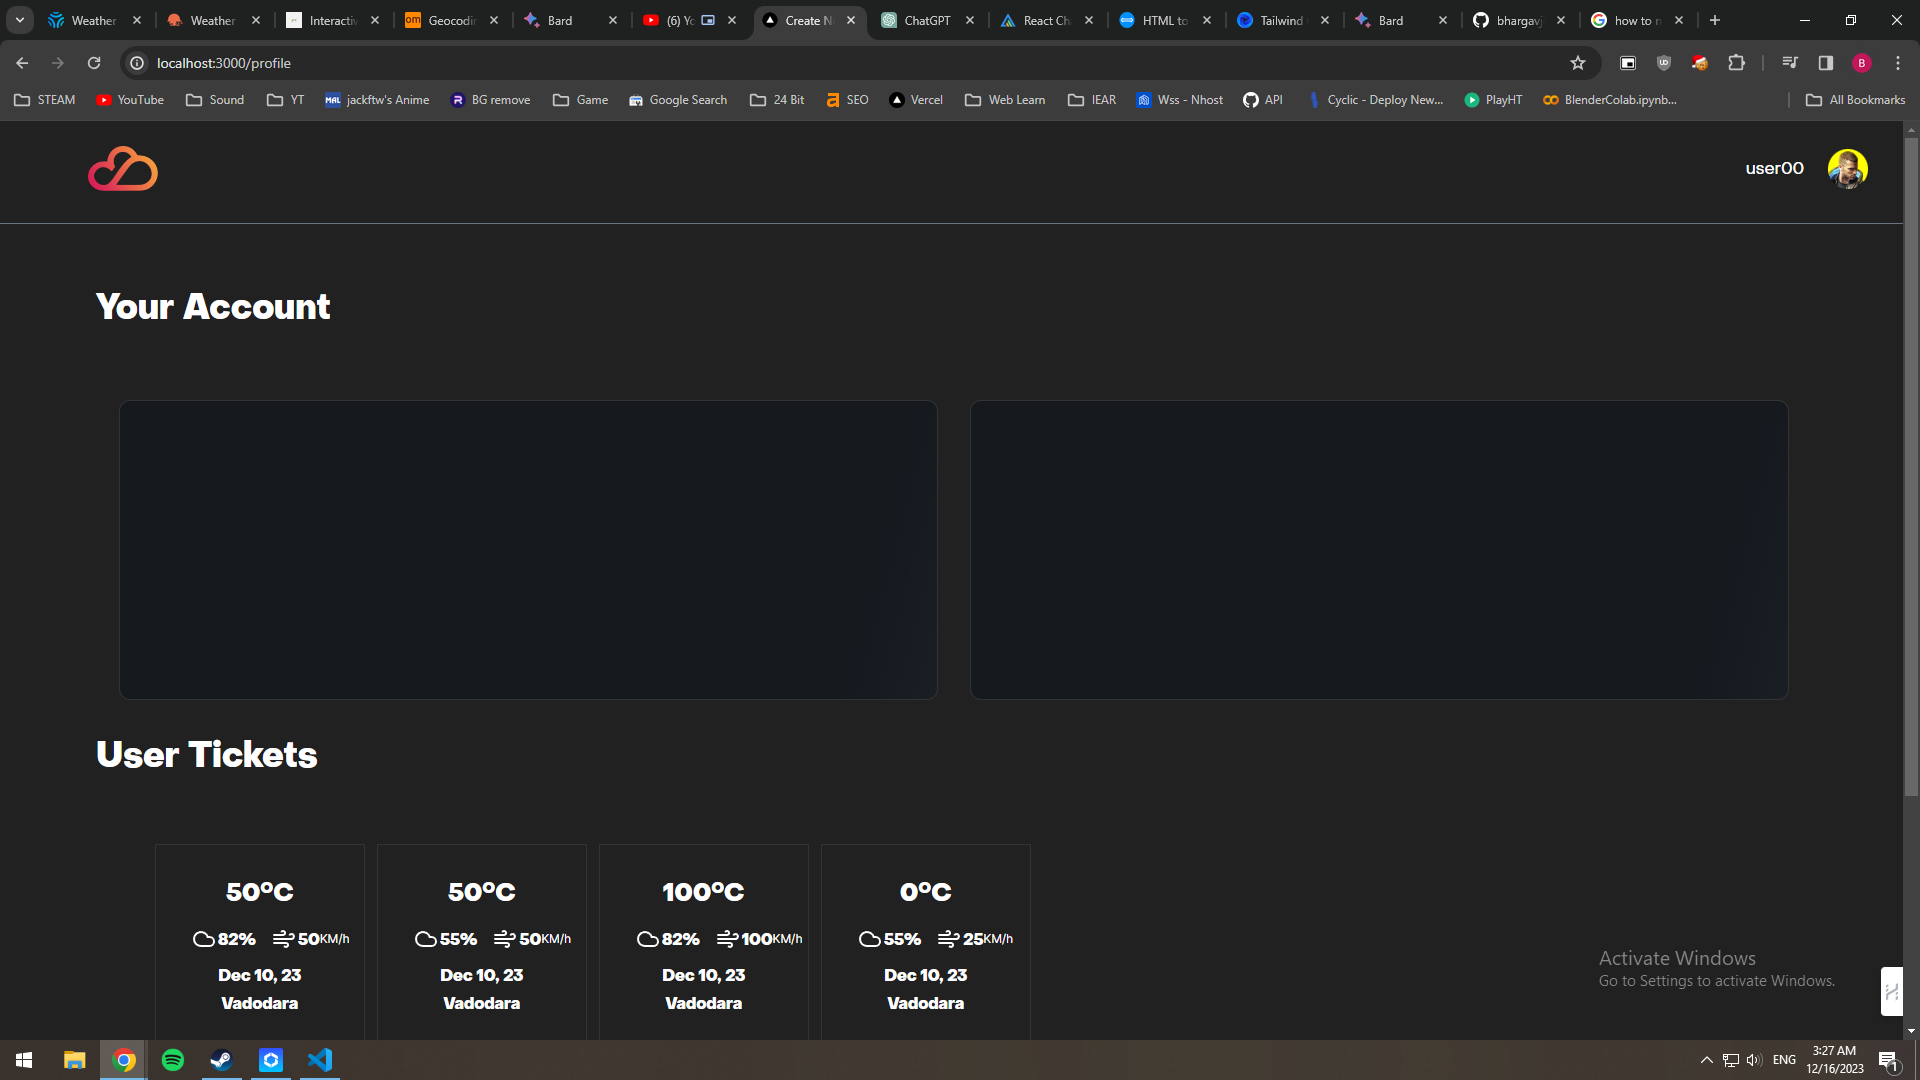 Weather
Weather
Interactiv
Geocodin
Bard
(6) Yo
Create N
ChatGPT
React Ch
HTML to
Tailwind
Bard
bhargavj
how to n
localhost:3000/profile
B
STEAM
YouTube
Sound
YT
MAL jackftw's Anime
R BG remove
Game
Google Search
24 Bit
SEO
Vercel
Web Learn
IEAR
Wss - Nhost
API
Cyclic - Deploy New...
PlayHT
BlenderColab.ipynb...
All Bookmarks
user00
Your Account
User Tickets
50°C
82% 50KM/h
Dec 10, 23
Vadodara
50°C
55% 50KM/h
Dec 10, 23
Vadodara
100°C
82% 100KM/h
Dec 10, 23
Vadodara
0°C
55% 25KM/h
Dec 10, 23
Vadodara
Activate Windows
Go to Settings to activate Windows.
ENG
3:27 AM
12/16/2023
1